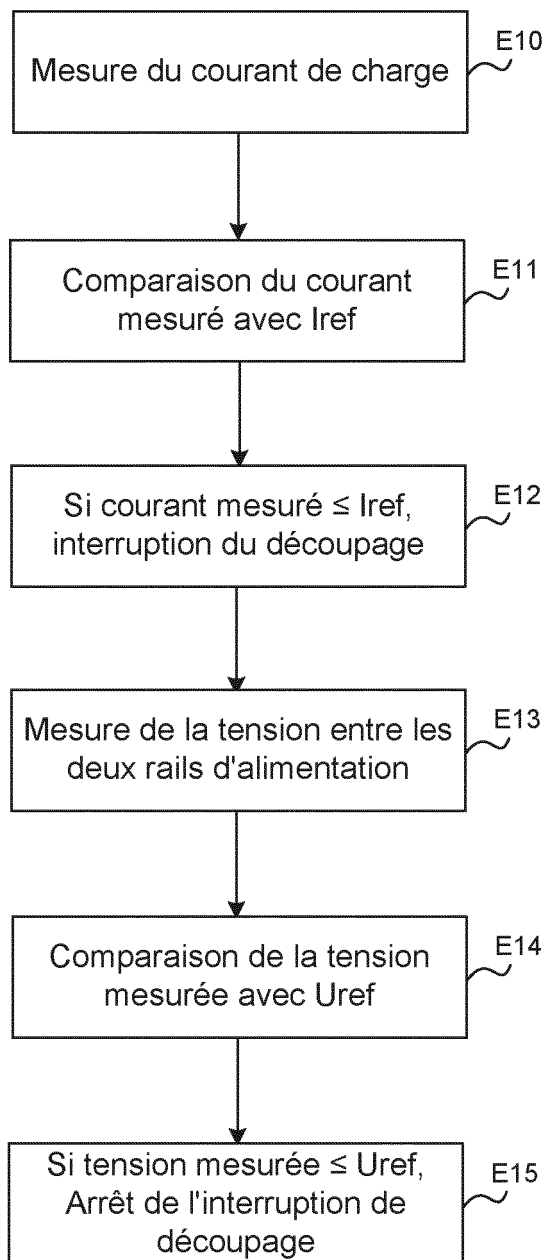 Mesure du courant de charge
E10
Comparaison du courant
mesuré avec Iref
E11
Si courant mesuré ≤ Iref,
interruption du découpage
E12
Mesure de la tension entre les
deux rails d'alimentation
E13
Comparaison de la tension
mesurée avec Uref
E14
Si tension mesurée ≤ Uref,
Arrêt de l'interruption de
découpage
E15